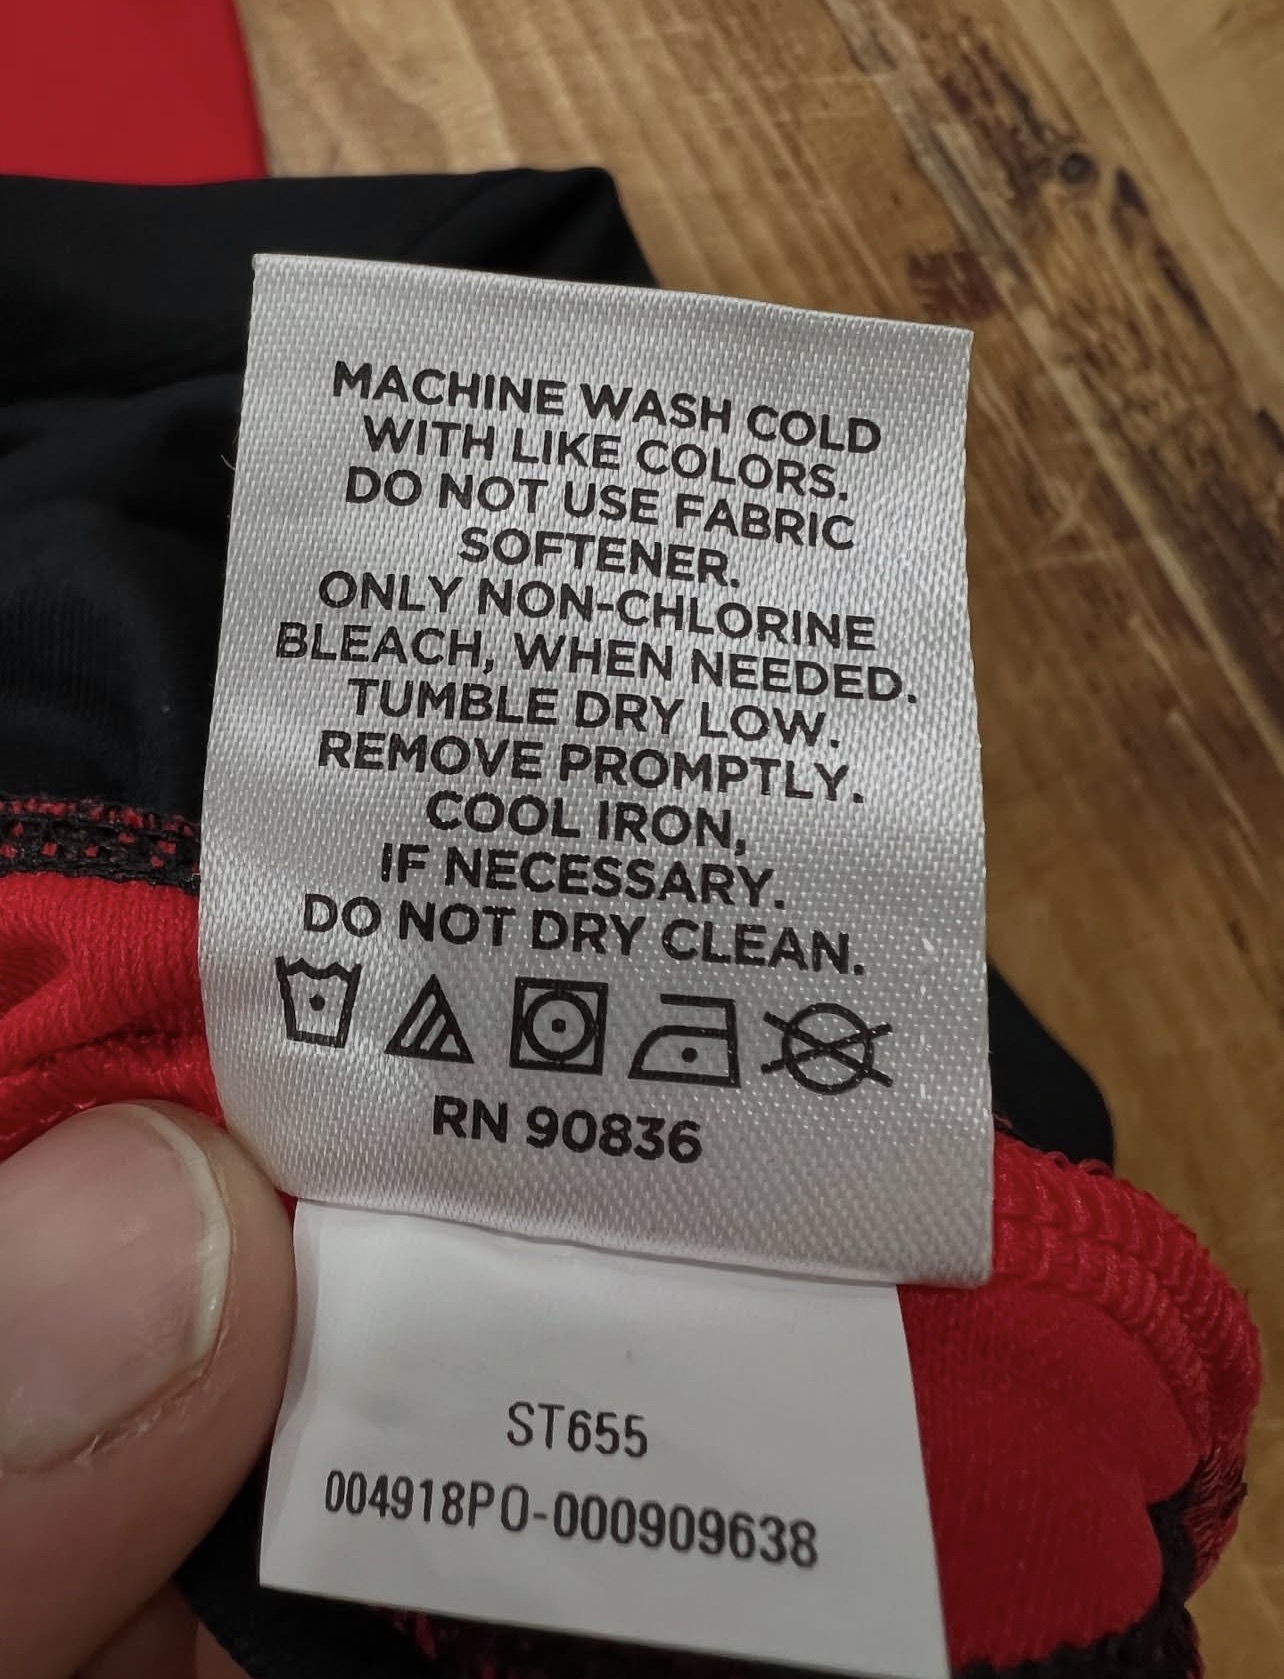 MACHINE WASH COLD
WITH LIKE COLORS.
DO NOT USE FABRIC
SOFTENER.
ONLY NON-CHLORINE
BLEACH, WHEN NEEDED.
TUMBLE DRY LOW.
REMOVE PROMPTLY.
COOL IRON,
IF NECESSARY.
DO NOT DRY CLEAN.
RN 90836
ST655
004918PO-000909638